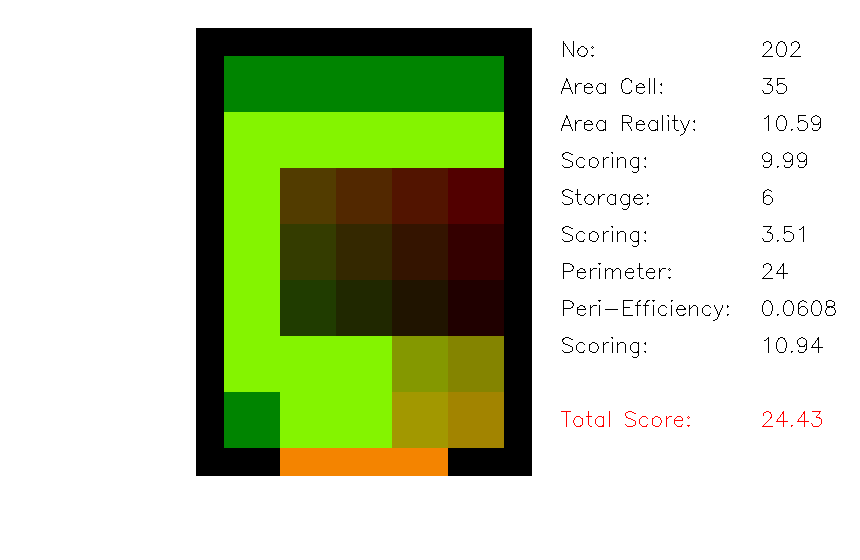 No: 202
Area Cell: 35
Area Reality: 10.59
Scoring: 9.99
Storage: 6
Scoring: 3.51
Perimeter: 24
Peri-Efficiency: 0.0608
Scoring: 10.94
Total Score: 24.43